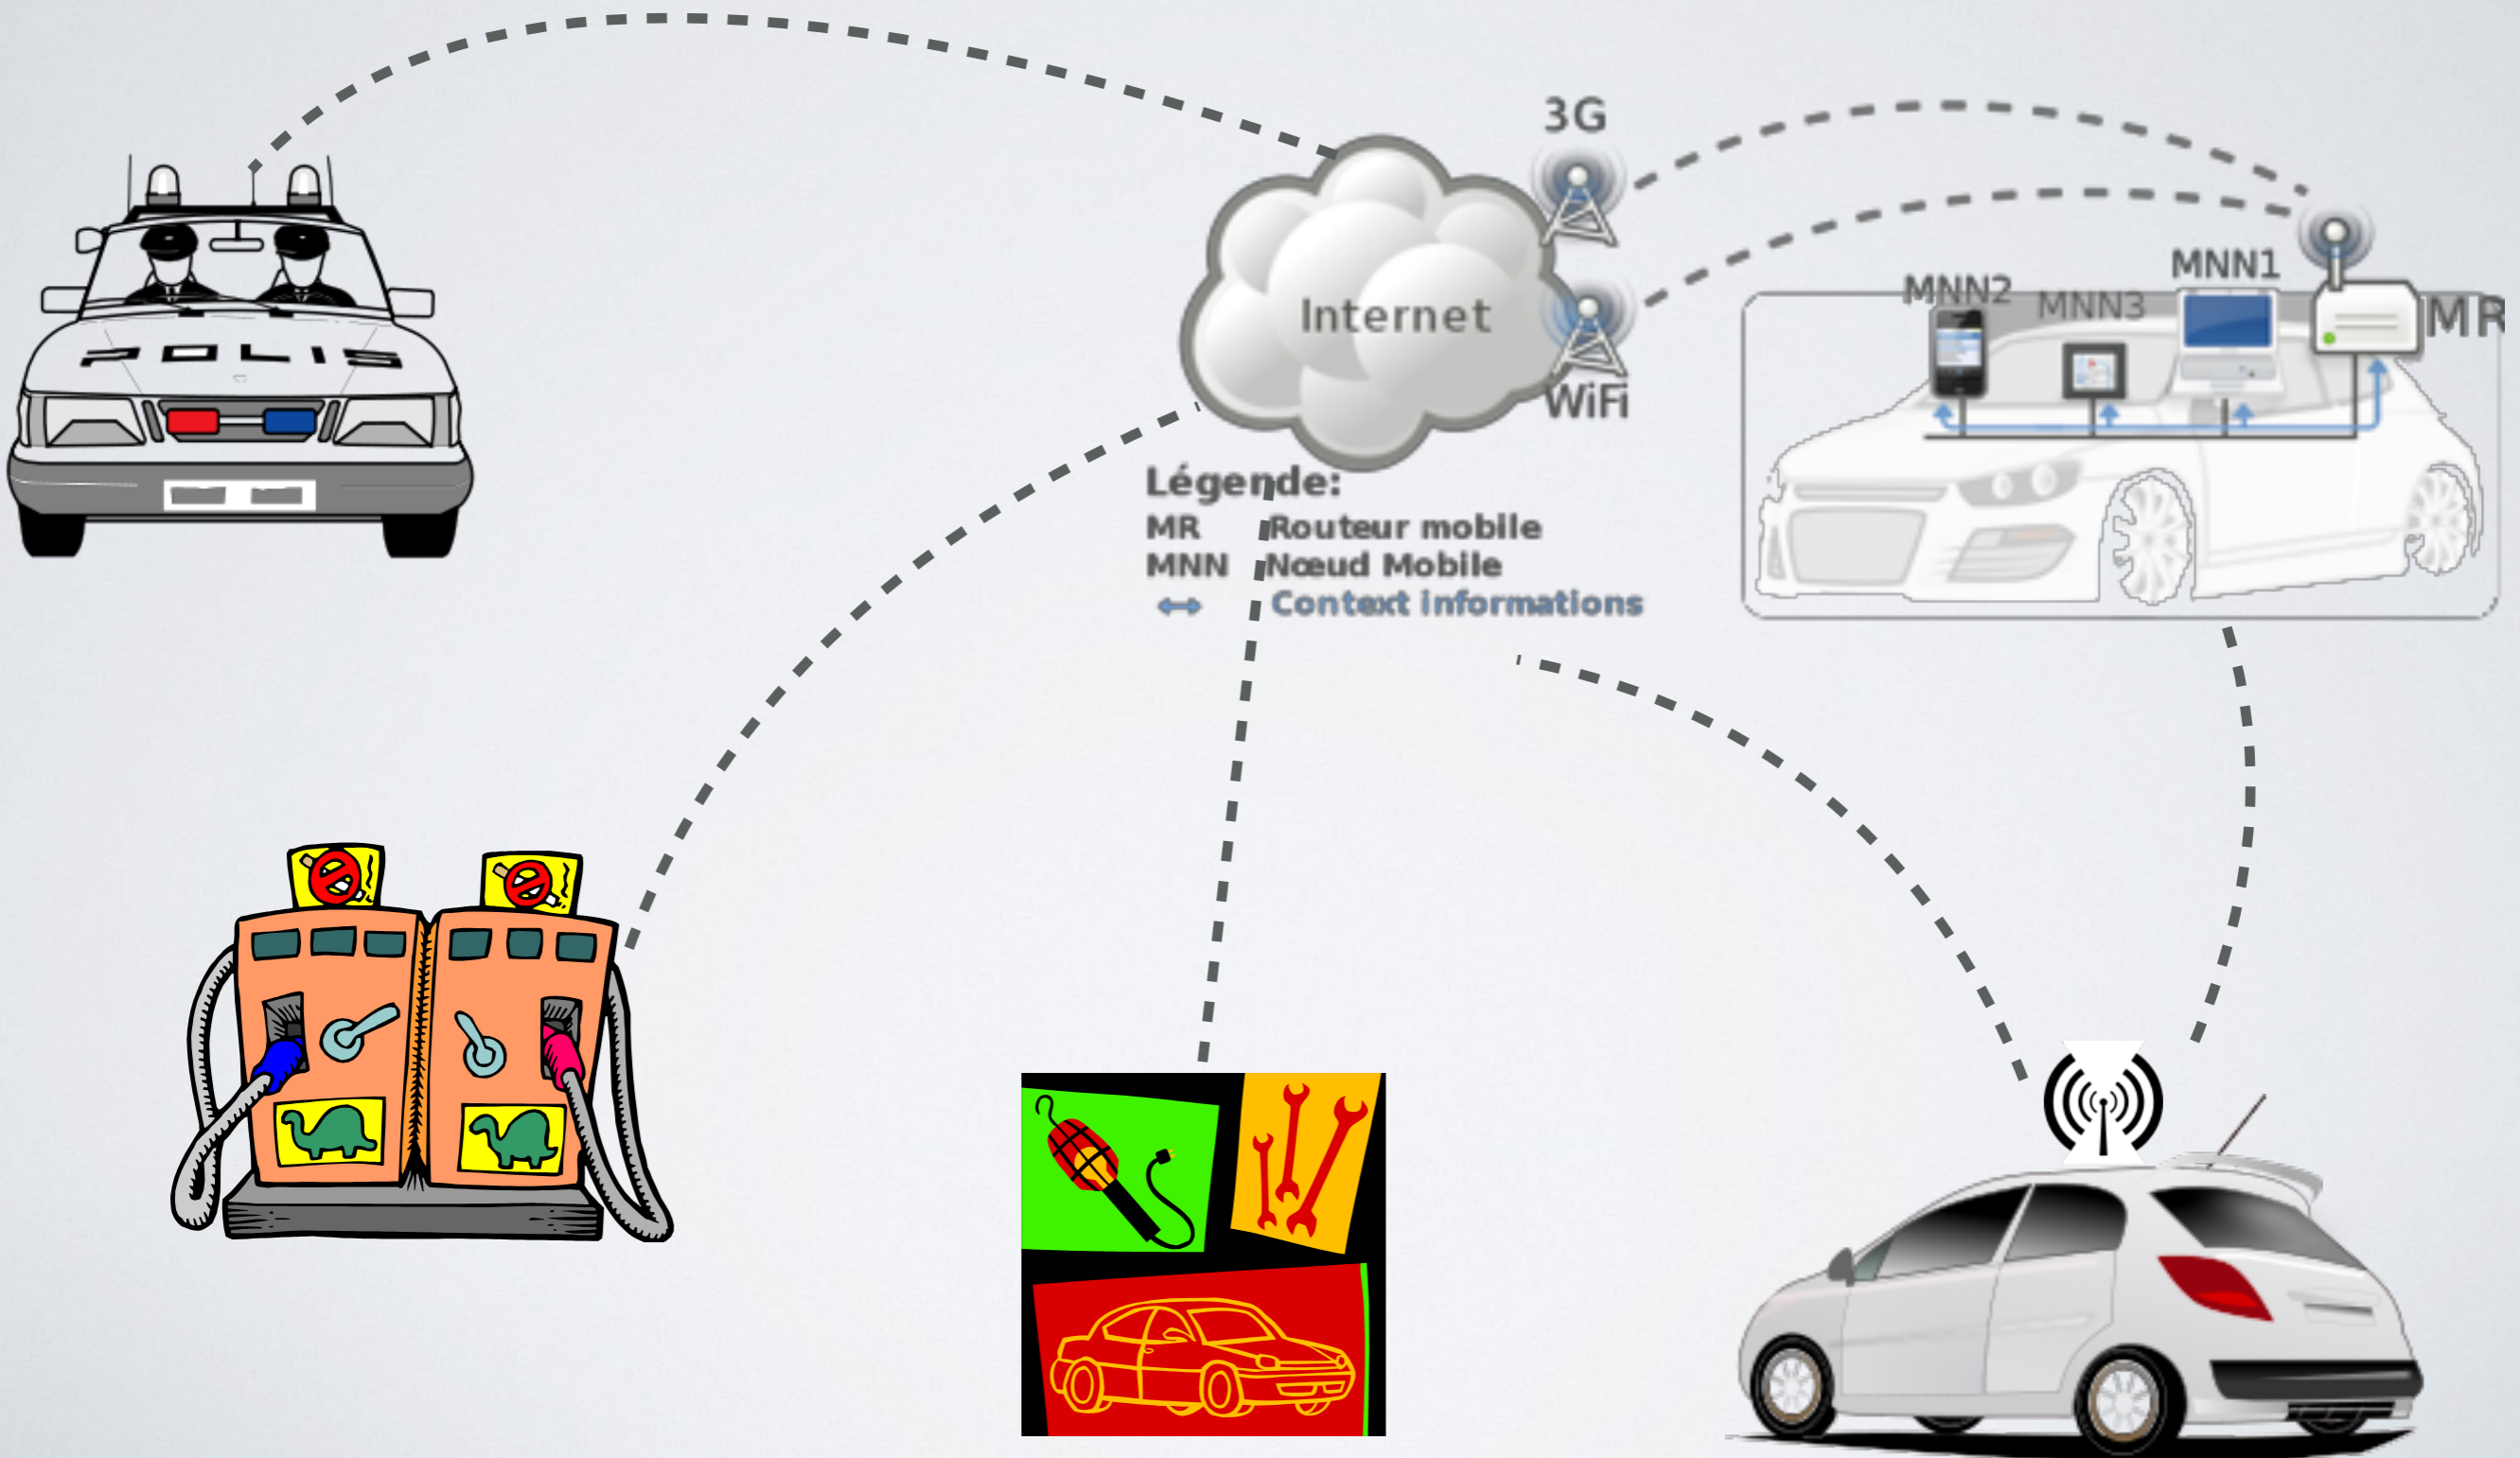 3G
MNN1
MNN2
MNN3
MR
Internet
POLIS
WiFi
Légende:
MR Routeur mobile
MNN Nœud Mobile
Context informations